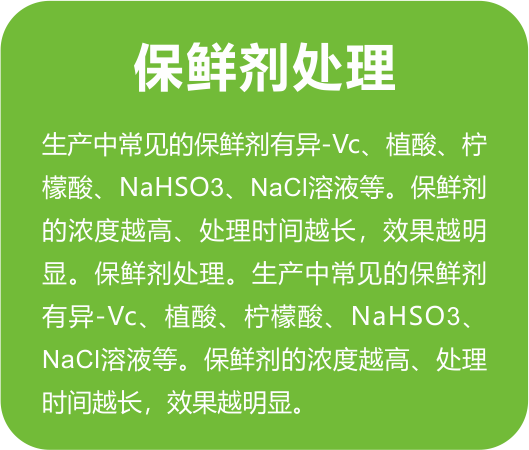 保鲜剂处理
生产中常见的保鲜剂有异-Vc、植酸、柠
檬酸、NaHSO3、NaCl溶液等。保鲜剂
的浓度越高、处理时间越长，效果越明
显。保鲜剂处理。生产中常见的保鲜剂
有异-Vc、植酸、柠檬酸、NaHSO3、
NaCl溶液等。保鲜剂的浓度越高、处理
时间越长，效果越明显。